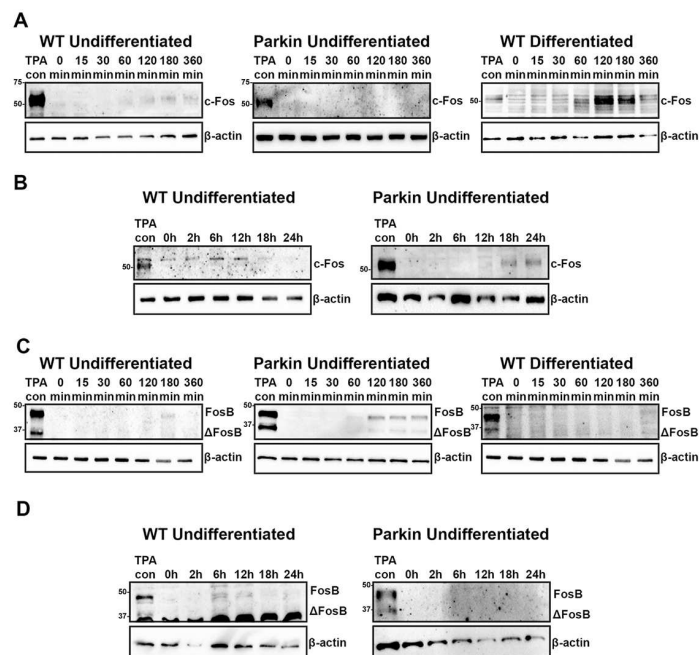 A
WT Undifferentiated
TPA 0 15 30 60 120 180 360
con min min min min min min min
75
50
c-Fos
β-actin
Parkin Undifferentiated
TPA 0 15 30 60 120 180 360
con min min min min min min min
75
50
c-Fos
β-actin
WT Differentiated
TPA 0 15 30 60 120 180 360
con min min min min min min min
50
c-Fos
β-actin
B
WT Undifferentiated
TPA
con 0h 2h 6h 12h 18h 24h
50
c-Fos
β-actin
Parkin Undifferentiated
TPA
con 0h 2h 6h 12h 18h 24h
50
c-Fos
β-actin
C
WT Undifferentiated
TPA 0 15 30 60 120 180 360
con min min min min min min min
50
FosB
37
ΔFosB
β-actin
Parkin Undifferentiated
TPA 0 15 30 60 120 180 360
con min min min min min min min
50
FosB
37
ΔFosB
β-actin
WT Differentiated
TPA 0 15 30 60 120 180 360
con min min min min min min min
50
FosB
37
ΔFosB
β-actin
D
WT Undifferentiated
TPA
con 0h 2h 6h 12h 18h 24h
50
FosB
37
ΔFosB
β-actin
Parkin Undifferentiated
TPA
con 0h 2h 6h 12h 18h 24h
50
FosB
37
ΔFosB
β-actin